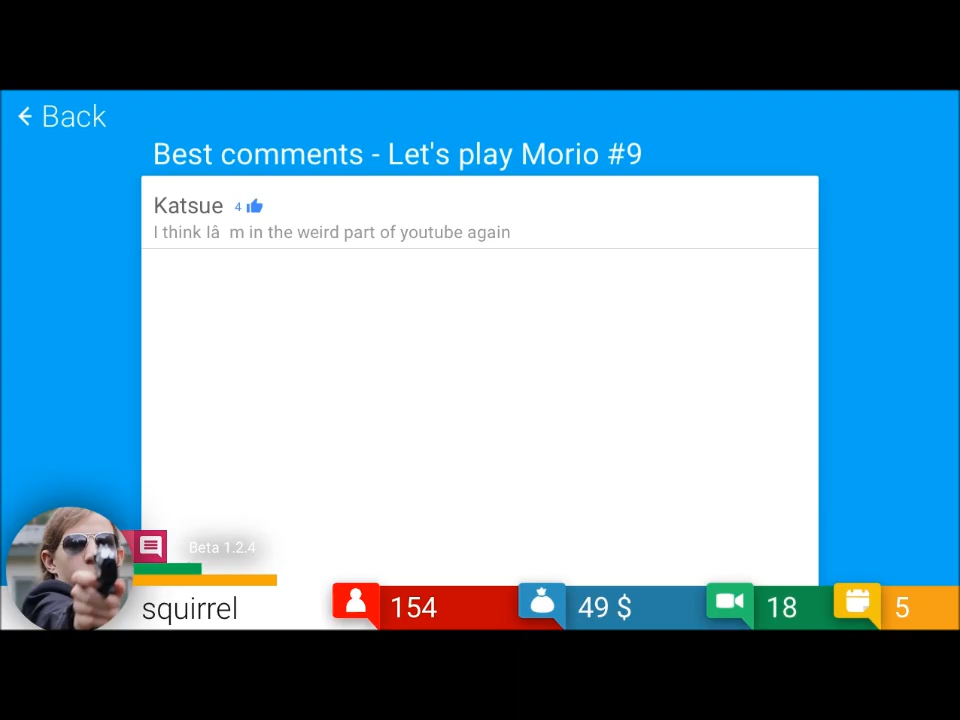 Back
Best comments - Let's play Morio #9
Katsue 4
I think Iâ m in the weird part of youtube again
Beta 1.2.4
squirrel 154 49 $ 18 5